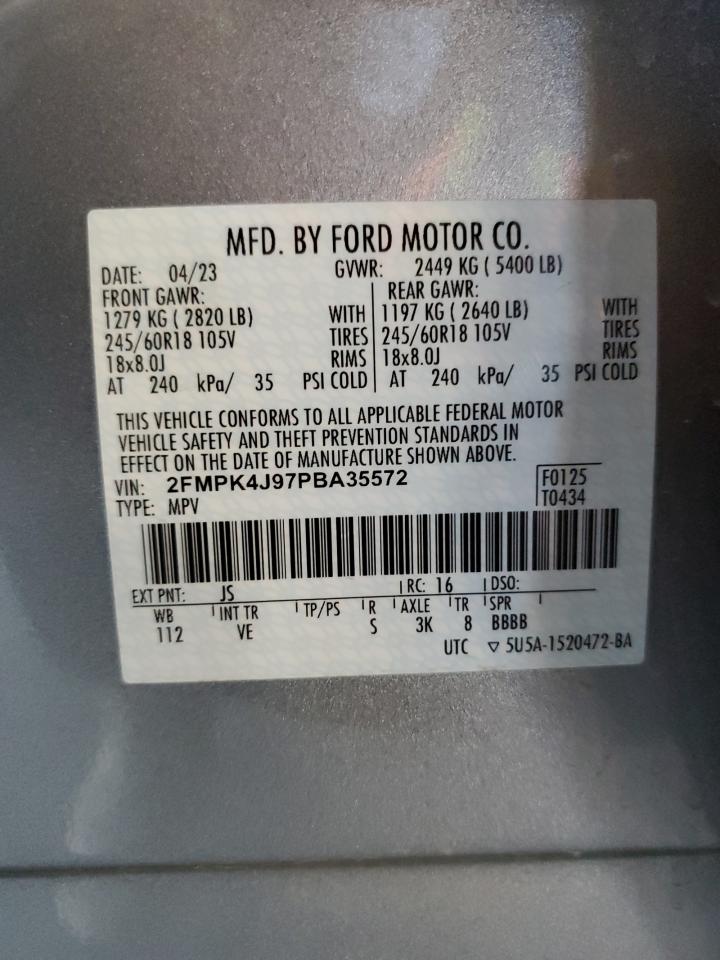 MFD. BY FORD MOTOR CO.
DATE: 04/23 GVWR: 2449 KG ( 5400 LB)
FRONT GAWR: REAR GAWR:
1279 KG ( 2820 LB) WITH 1197 KG ( 2640 LB) WITH
245/60R18 105V TIRES 245/60R18 105V TIRES
18x8.0J RIMS 18x8.0J RIMS
AT 240 kPa/ 35 PSI COLD AT 240 kPa/ 35 PSI COLD
THIS VEHICLE CONFORMS TO ALL APPLICABLE FEDERAL MOTOR
VEHICLE SAFETY AND THEFT PREVENTION STANDARDS IN
EFFECT ON THE DATE OF MANUFACTURE SHOWN ABOVE.
VIN: 2FMPK4J97PBA35572 F0125
TYPE: MPV T0434
EXT PNT: JS RC: 16 DSO:
WB INT TR TP/PS R AXLE TR SPR
112 VE S 3K 8 BBBB
UTC ▽ 5U5A-1520472-BA